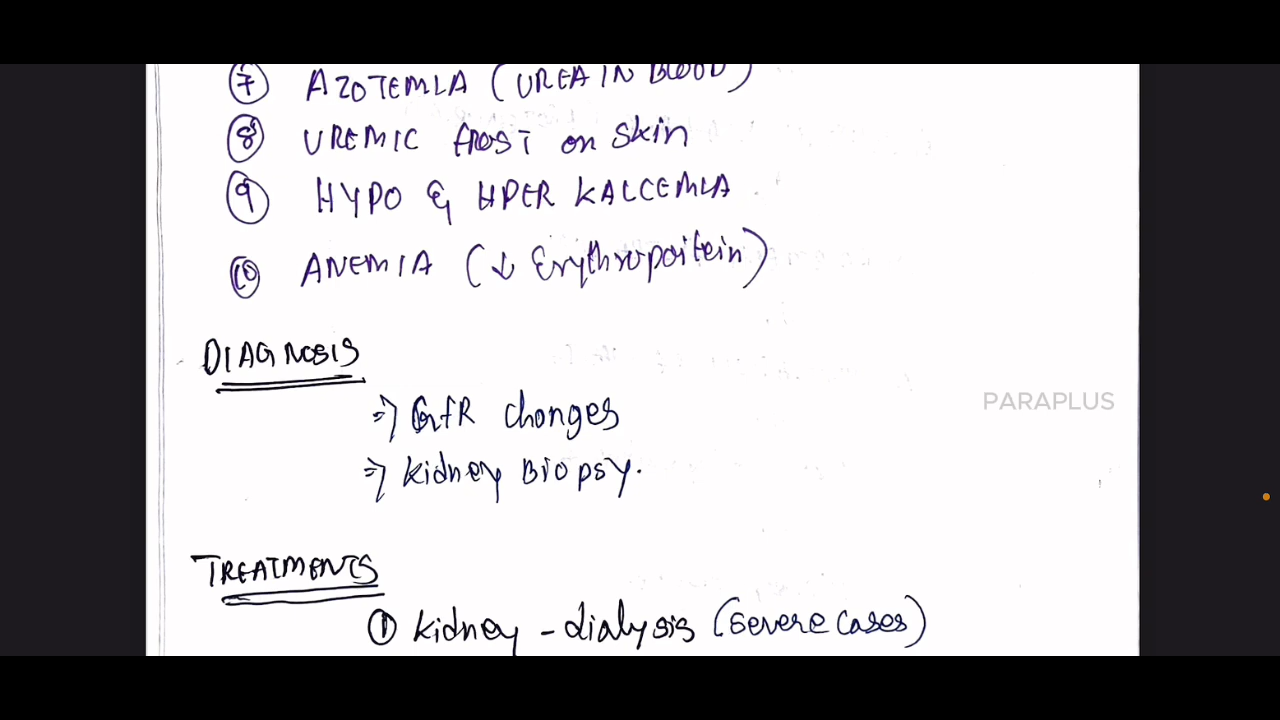 7 AZOTEMIA (UREA IN BLOOD)
8 UREMIC FROST on Skin
9 HYPO & HPER KALCEMIA
10 ANEMIA (↓ Erythropoitein)
DIAGNOSIS
⇒ GFR changes
PARAPLUS
⇒ Kidney Biopsy.
TREATMENTS
1 Kidney - dialysis (Severe cases)